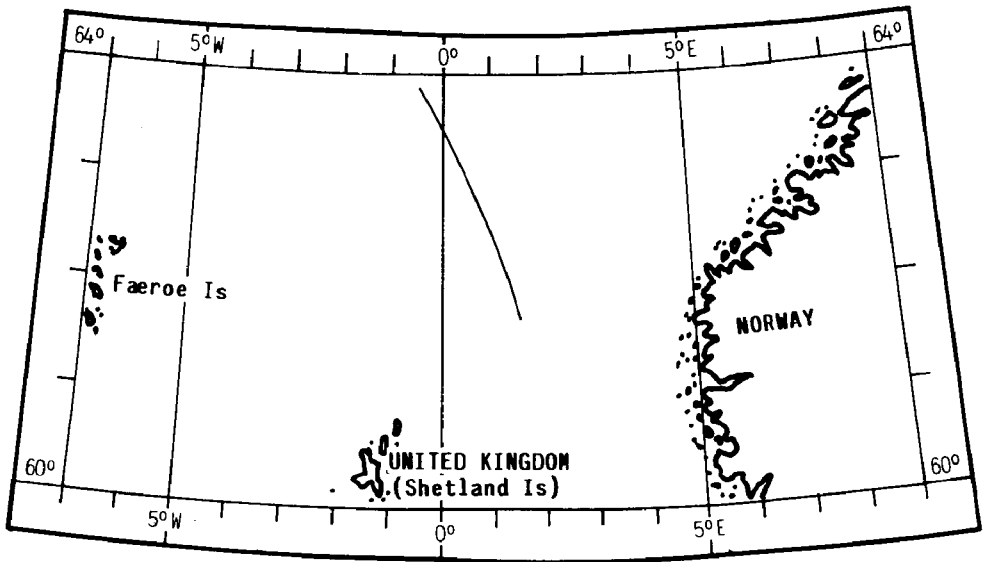 64° 5°W 0° 5°E 64°
Faeroe Is
NORWAY
UNITED KINGDOM
(Shetland Is)
60° 60°
5°W 0° 5°E